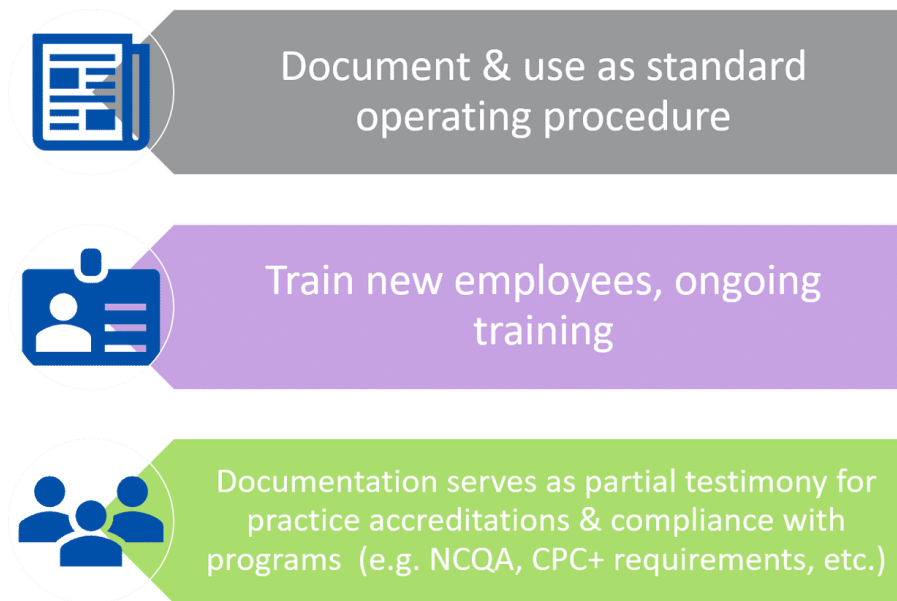 Document & use as standard
operating procedure
Train new employees, ongoing
training
Documentation serves as partial testimony for
practice accreditations & compliance with
programs  (e.g. NCQA, CPC+ requirements, etc.)